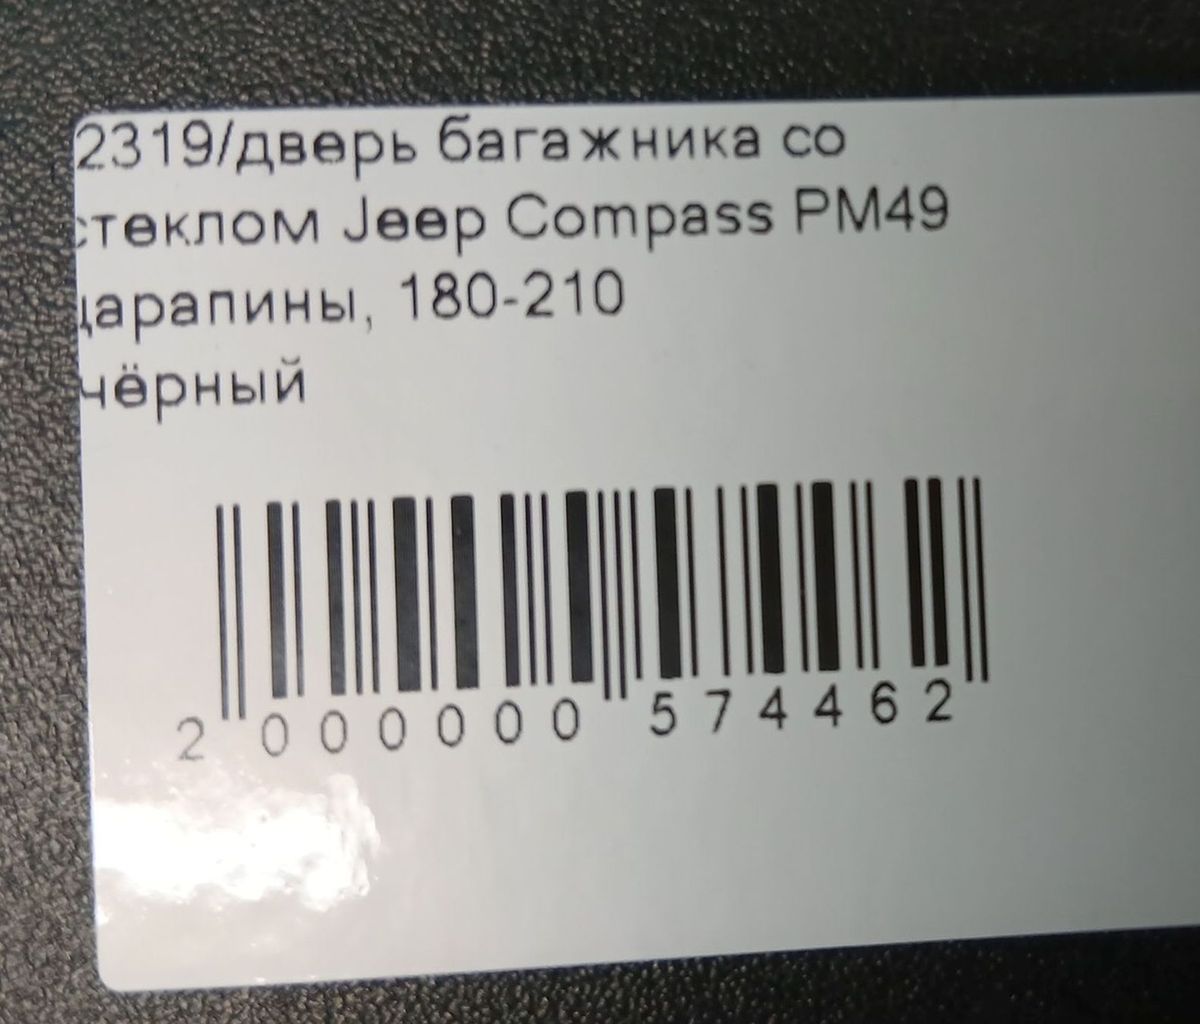 2319/дверь багажника со
стеклом Jeep Compass PM49
царапины, 180-210
чёрный
2 000000 574462